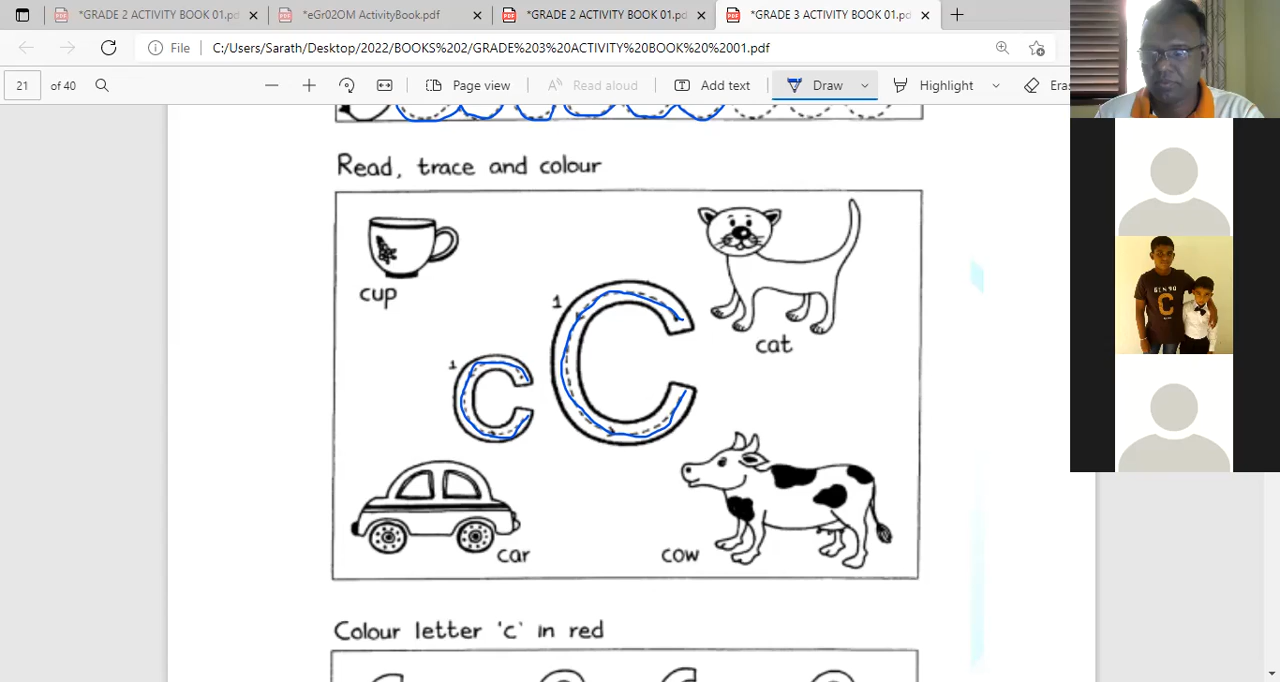 *GRADE 2 ACTIVITY BOOK 01.pd
*eGr02OM ActivityBook.pdf
*GRADE 2 ACTIVITY BOOK 01.pd
*GRADE 3 ACTIVITY BOOK 01.pd
File
C:/Users/Sarath/Desktop/2022/BOOKS%202/GRADE%203%20ACTIVITY%20BOOK%20%2001.pdf
21 of 40
Page view
Read aloud
Add text
Draw
Highlight
Eras
Read, trace and colour
cup
cat
1
1
c C
car
cow
Colour letter 'c' in red
GENSO
C